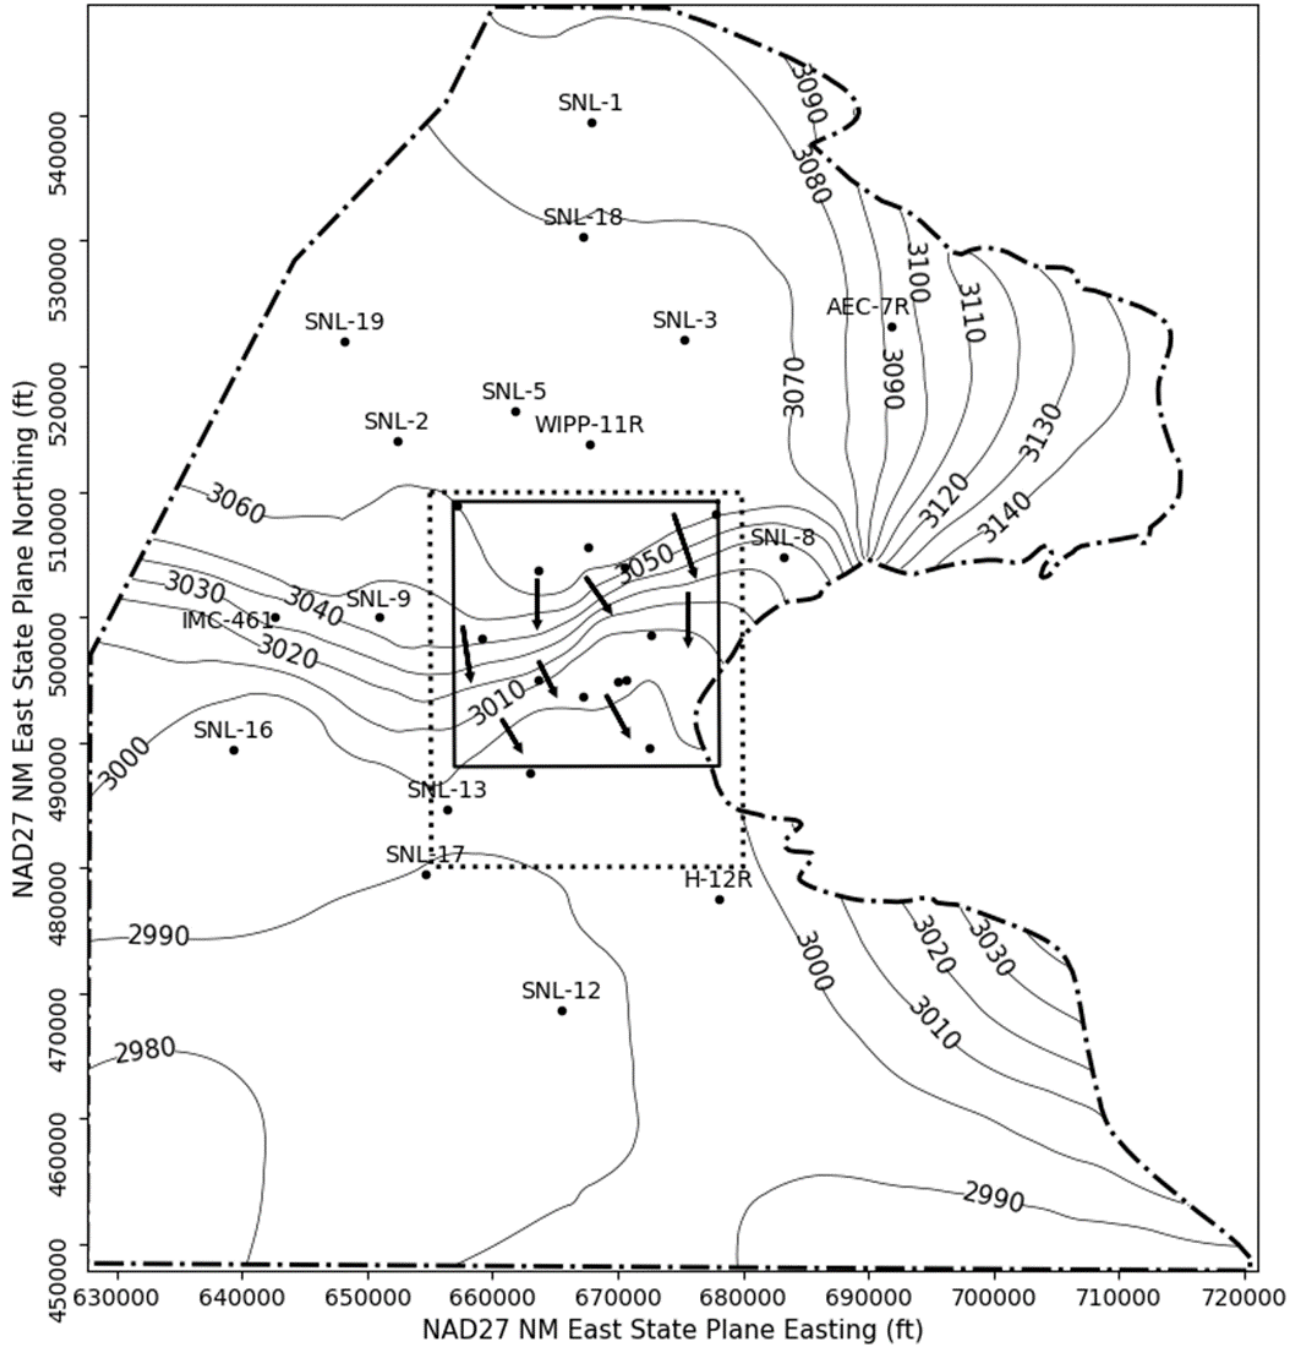 SNL-1
3090
3080
SNL-18
3100
3110
AEC-7R
SNL-19
SNL-3
3070
3090
SNL-5
SNL-2
WIPP-11R
3130
3120
3140
3060
SNL-8
3050
3030
3040
SNL-9
IMC-461
3020
3010
SNL-16
3000
SNL-13
SNL-17
H-12R
2990
3000
3020
3030
3010
SNL-12
2980
2990
540000
530000
520000
510000
500000
490000
480000
470000
460000
450000
NAD27 NM East State Plane Northing (ft)
630000 640000 650000 660000 670000 680000 690000 700000 710000 720000
NAD27 NM East State Plane Easting (ft)